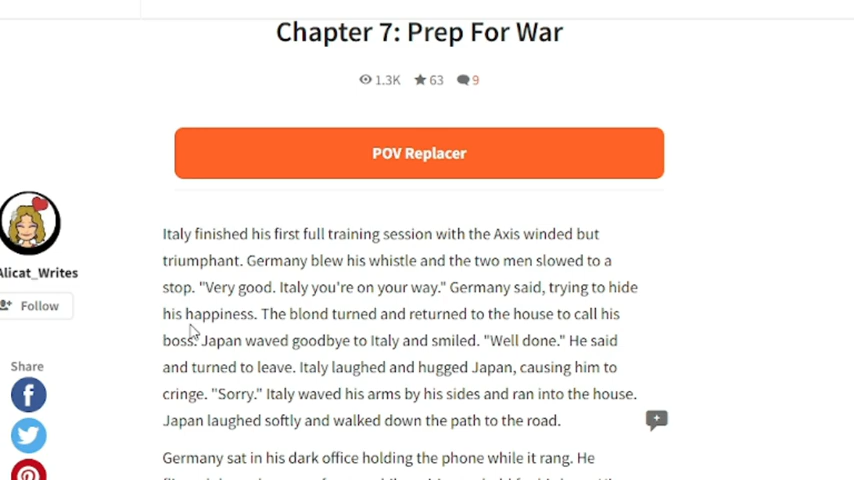 Chapter 7: Prep For War
1.3K 63 9
POV Replacer
Italy finished his first full training session with the Axis winded but
triumphant. Germany blew his whistle and the two men slowed to a
stop. "Very good. Italy you're on your way." Germany said, trying to hide
his happiness. The blond turned and returned to the house to call his
boss. Japan waved goodbye to Italy and smiled. "Well done." He said
and turned to leave. Italy laughed and hugged Japan, causing him to
cringe. "Sorry." Italy waved his arms by his sides and ran into the house.
Japan laughed softly and walked down the path to the road.
Germany sat in his dark office holding the phone while it rang. He
Alicat_Writes
Follow
Share